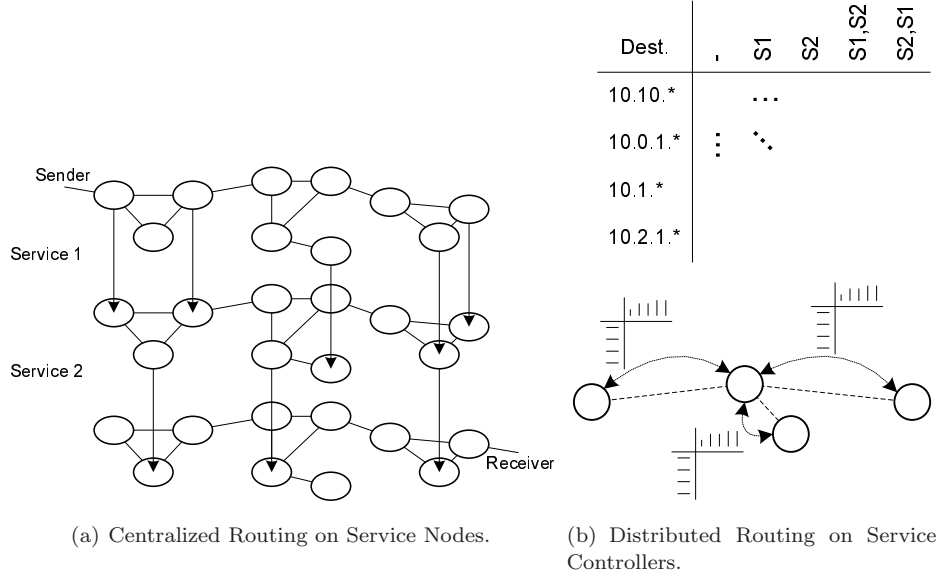 Sender
Service 1
Service 2
Receiver
(a) Centralized Routing on Service Nodes.
Dest. - S1 S2 S1,S2 S2,S1
10.10.* ...
10.0.1.*
10.1.*
10.2.1.*
(b) Distributed Routing on Service
Controllers.